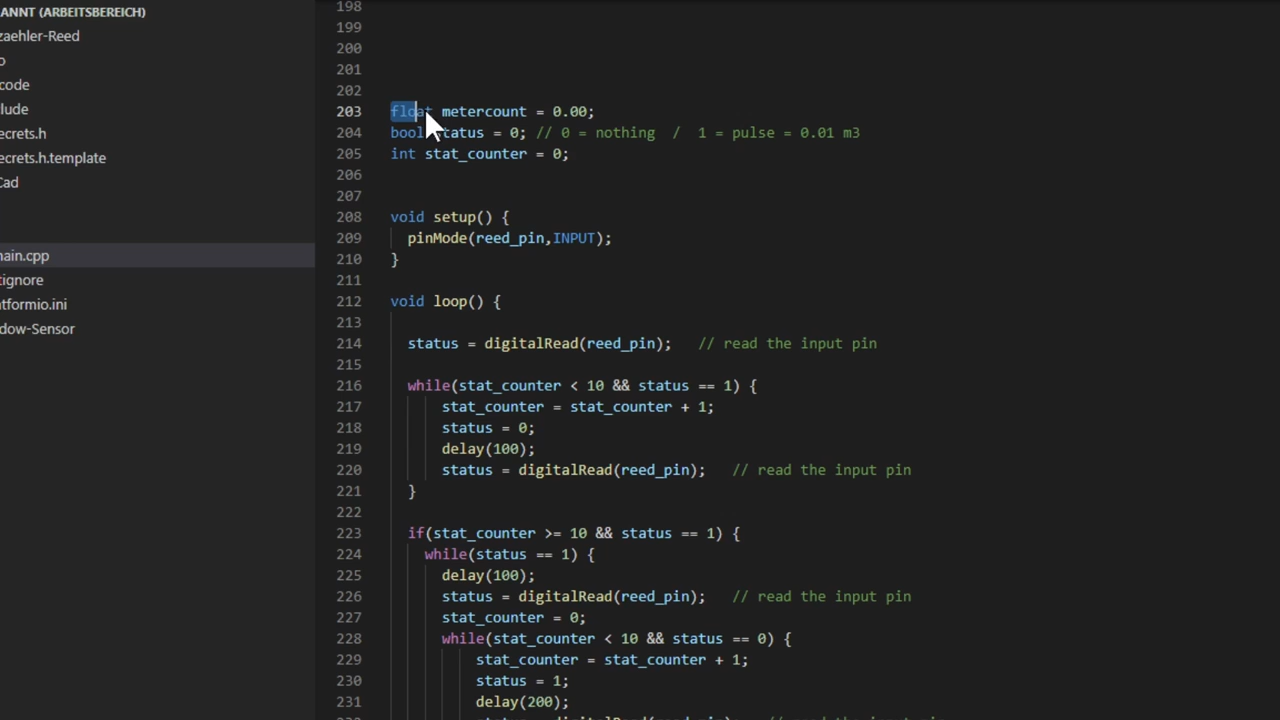 ANNT (ARBEITSBEREICH)
zaehler-Reed
o
code
lude
ecrets.h
ecrets.h.template
Cad
main.cpp
tignore
atformio.ini
dow-Sensor
198
199
200
201
202
203 float metercount = 0.00;
204 bool status = 0; // 0 = nothing / 1 = pulse = 0.01 m3
205 int stat_counter = 0;
206
207
208 void setup() {
209 pinMode(reed_pin,INPUT);
210 }
211
212 void loop() {
213
214 status = digitalRead(reed_pin); // read the input pin
215
216 while(stat_counter < 10 && status == 1) {
217 stat_counter = stat_counter + 1;
218 status = 0;
219 delay(100);
220 status = digitalRead(reed_pin); // read the input pin
221 }
222
223 if(stat_counter >= 10 && status == 1) {
224 while(status == 1) {
225 delay(100);
226 status = digitalRead(reed_pin); // read the input pin
227 stat_counter = 0;
228 while(stat_counter < 10 && status == 0) {
229 stat_counter = stat_counter + 1;
230 status = 1;
231 delay(200);